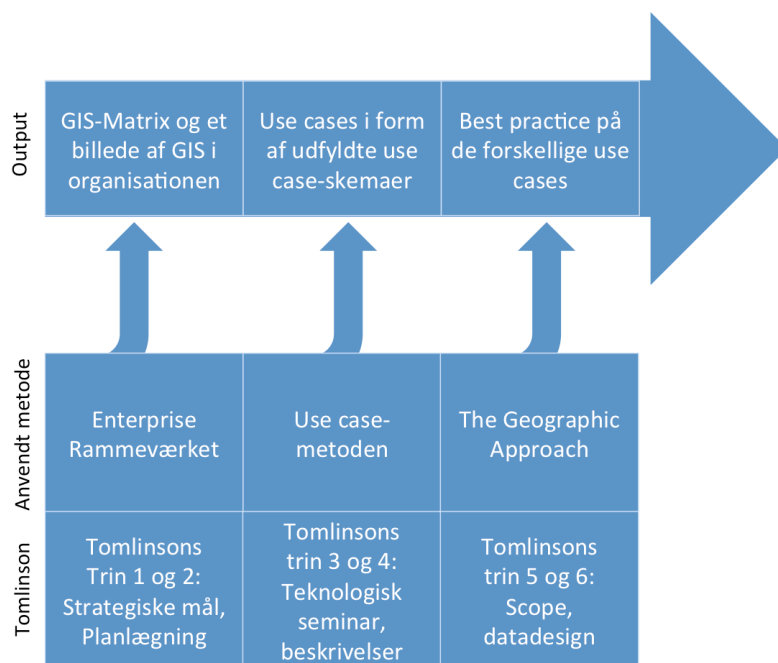 Output
GIS-Matrix og et
billede af GIS i
organisationen
Use cases i form
af udfyldte use
case-skemaer
Best practice på
de forskellige use
cases
Anvendt metode
Enterprise
Rammeværket
Use case-
metoden
The Geographic
Approach
Tomlinson
Tomlinsons
Trin 1 og 2:
Strategiske mål,
Planlægning
Tomlinsons
trin 3 og 4:
Teknologisk
seminar,
beskrivelser
Tomlinsons
trin 5 og 6:
Scope,
datadesign